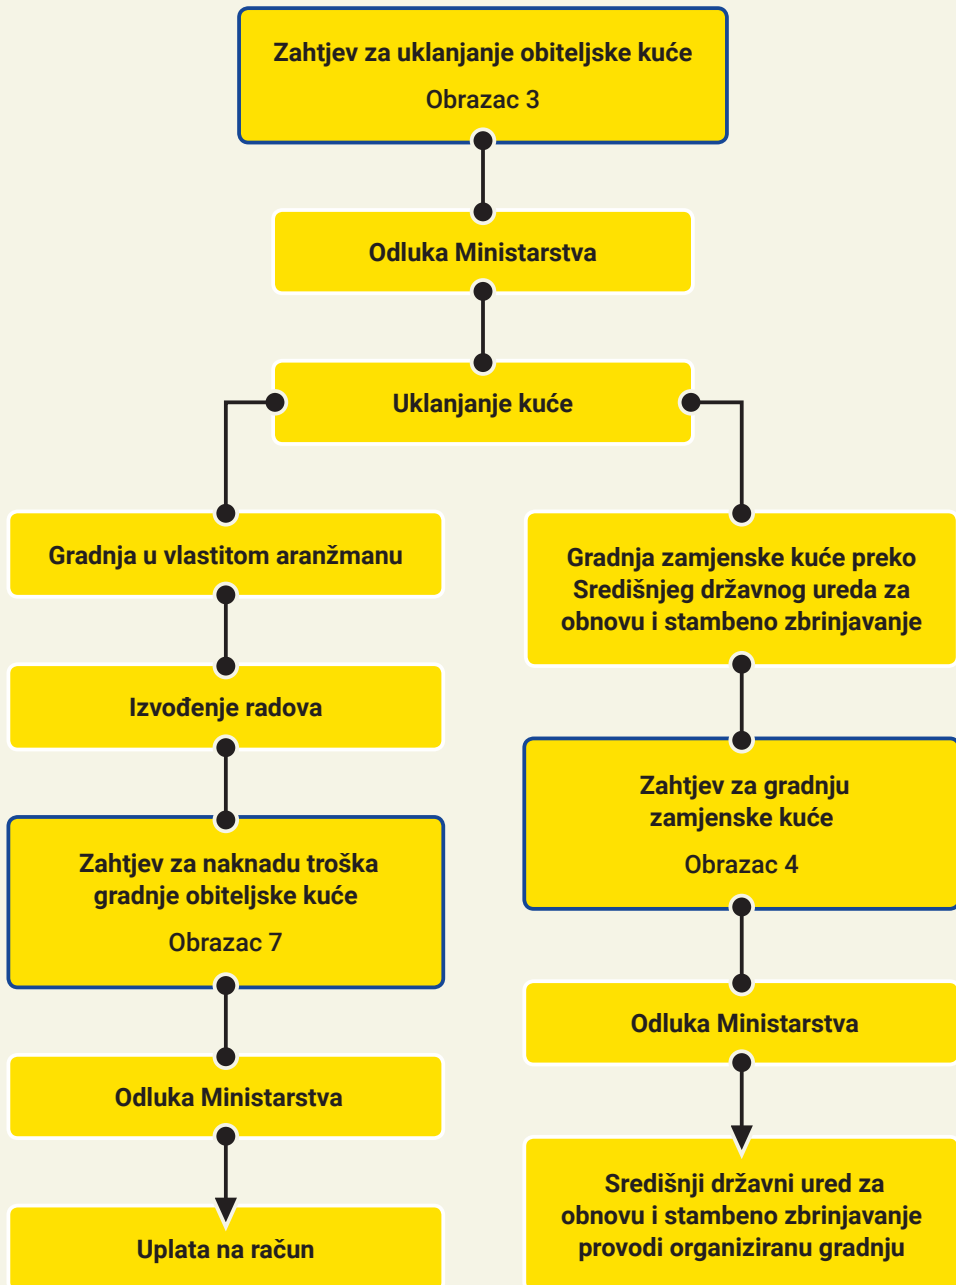 Zahtjev za uklanjanje obiteljske kuće
Obrazac 3
Odluka Ministarstva
Uklanjanje kuće
Gradnja u vlastitom aranžmanu
Izvođenje radova
Zahtjev za naknadu troška
gradnje obiteljske kuće
Obrazac 7
Odluka Ministarstva
Uplata na račun
Gradnja zamjenske kuće preko
Središnjeg državnog ureda za
obnovu i stambeno zbrinjavanje
Zahtjev za gradnju
zamjenske kuće
Obrazac 4
Odluka Ministarstva
Središnji državni ured za
obnovu i stambeno zbrinjavanje
provodi organiziranu gradnju